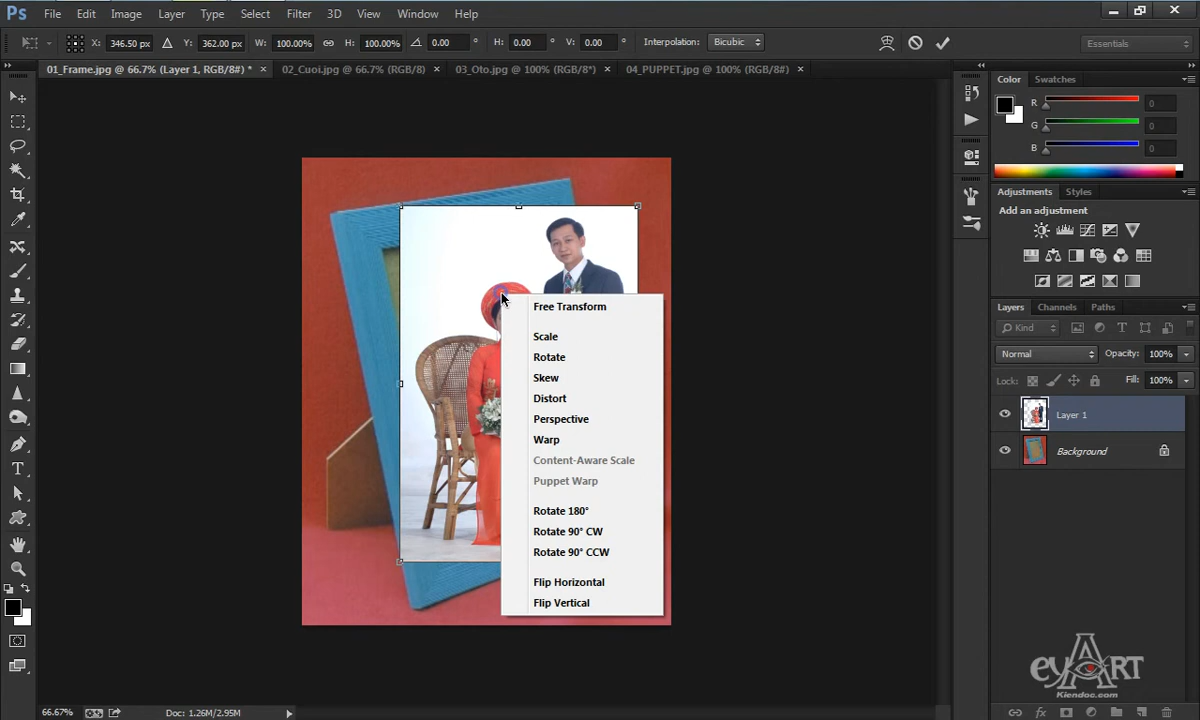 Ps File Edit Image Layer Type Select Filter 3D View Window Help
X: 346.50 px Y: 362.00 px W: 100.00% H: 100.00% 0.00 ° H: 0.00 ° V: 0.00 ° Interpolation: Bicubic Essentials
01_Frame.jpg @ 66.7% (Layer 1, RGB/8#) * × 02_Cuoi.jpg @ 66.7% (RGB/8) × 03_Oto.jpg @ 100% (RGB/8*) × 04_PUPPET.jpg @ 100% (RGB/8#) ×
Color Swatches
R 0
G 0
B 0
Adjustments Styles
Add an adjustment
Layers Channels Paths
Kind
Normal Opacity: 100%
Lock: Fill: 100%
Layer 1
Background
Free Transform
Scale
Rotate
Skew
Distort
Perspective
Warp
Content-Aware Scale
Puppet Warp
Rotate 180°
Rotate 90° CW
Rotate 90° CCW
Flip Horizontal
Flip Vertical
eyART
Kiendoc.com
66.67% Doc: 1.26M/2.95M